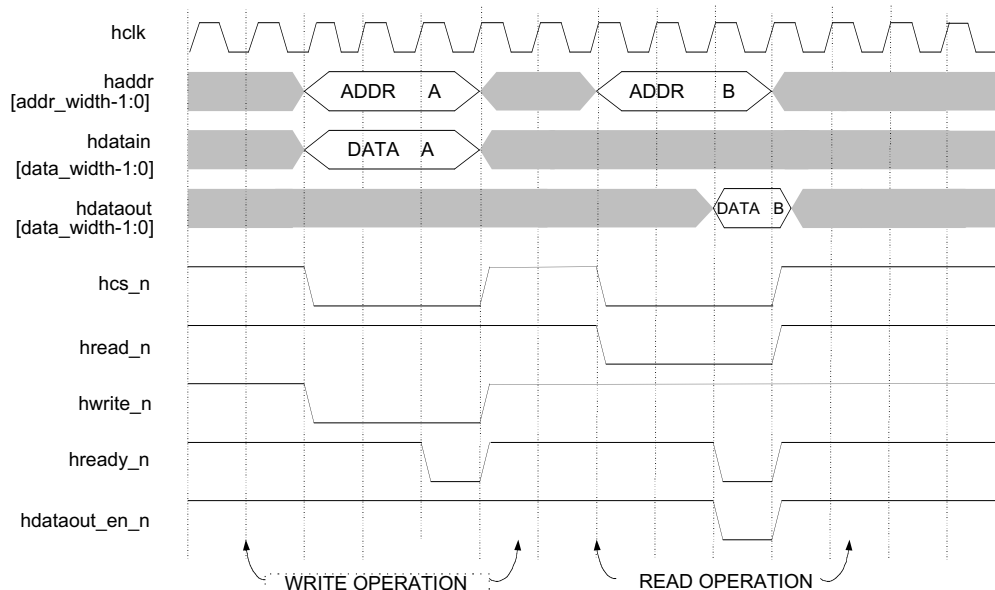 hclk
haddr
[addr_width-1:0]
ADDR A
ADDR B
hdatain
[data_width-1:0]
DATA A
hdataout
[data_width-1:0]
DATA B
hcs_n
hread_n
hwrite_n
hready_n
hdataout_en_n
WRITE OPERATION
READ OPERATION